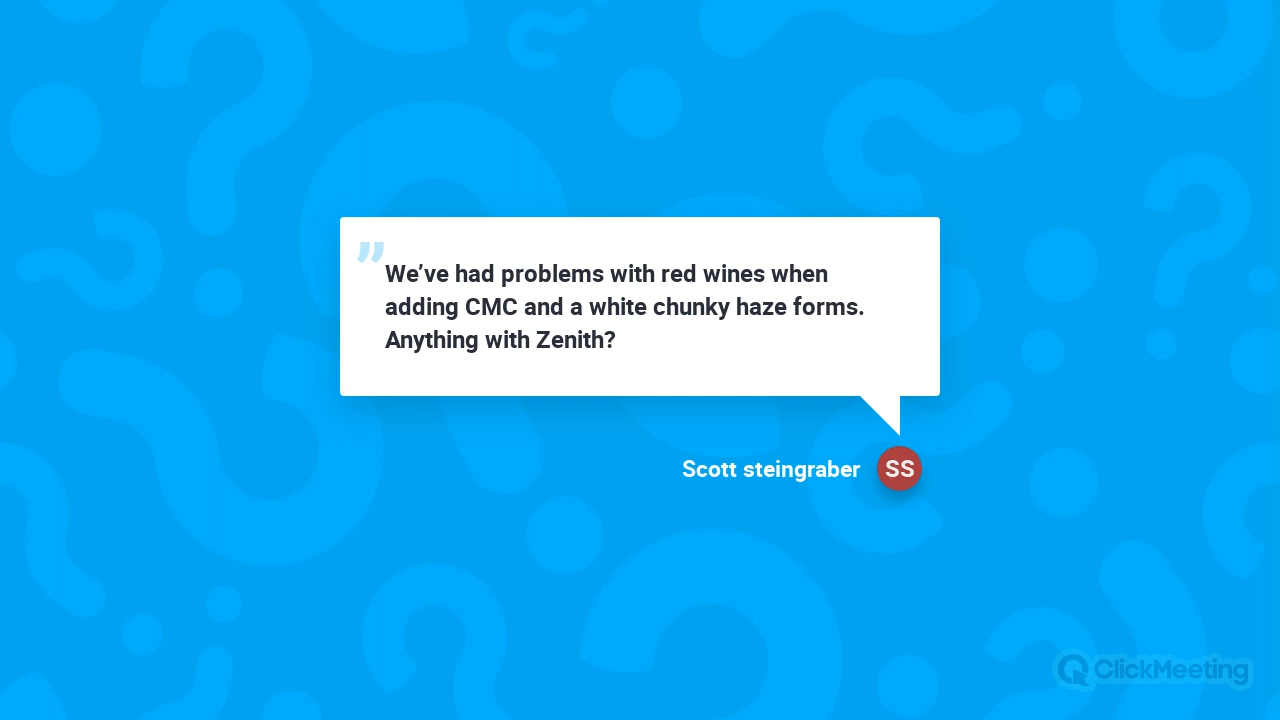 We’ve had problems with red wines when
adding CMC and a white chunky haze forms.
Anything with Zenith?
Scott steingraber
SS
ClickMeeting